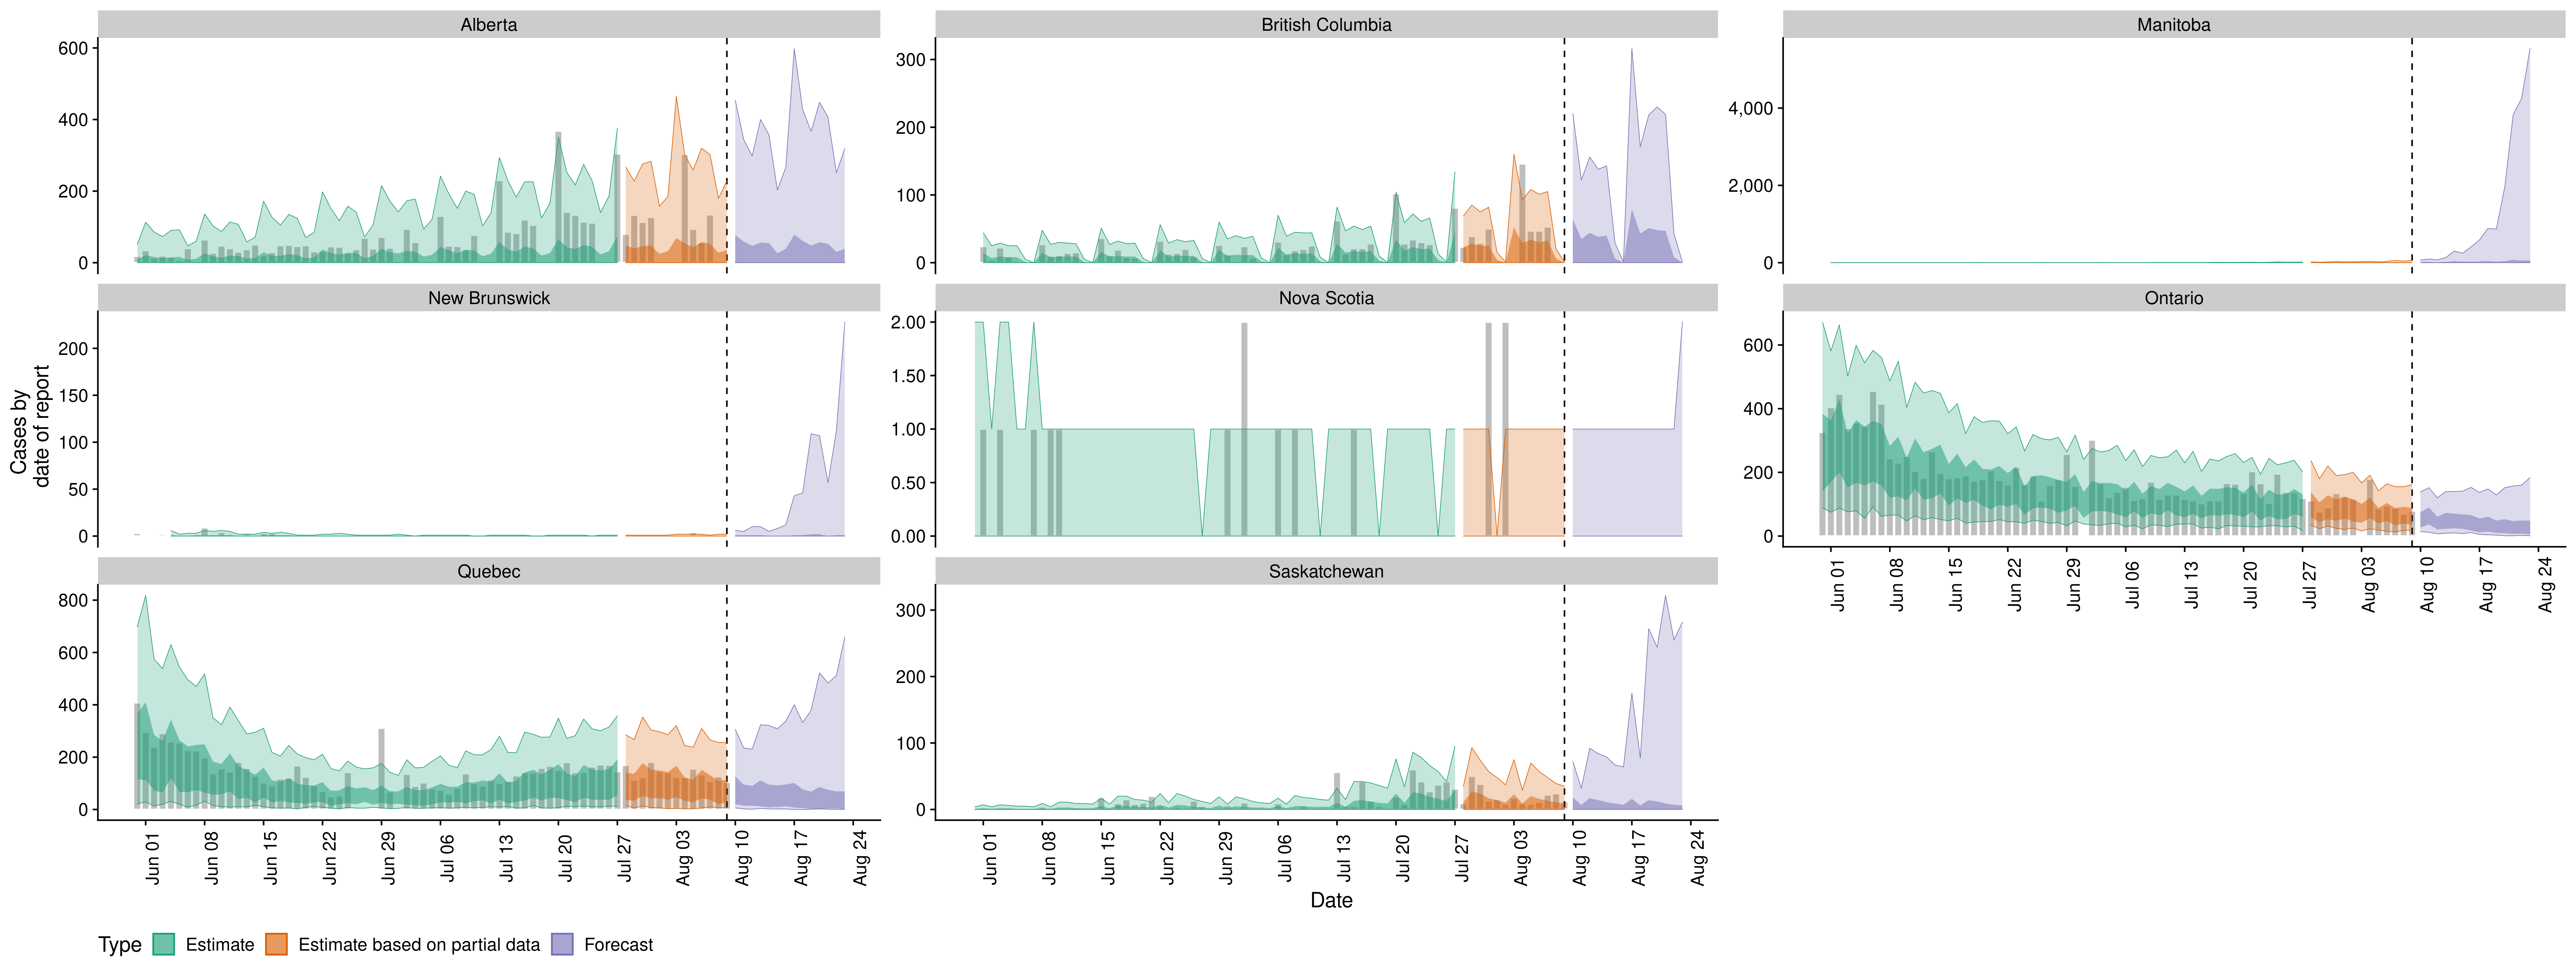 Alberta
British Columbia
Manitoba
600
400
200
0
300
200
100
0
4,000
2,000
0
New Brunswick
Nova Scotia
Ontario
200
150
100
50
0
2.00
1.50
1.00
0.50
0.00
600
400
200
0
Jun 01
Jun 08
Jun 15
Jun 22
Jun 29
Jul 06
Jul 13
Jul 20
Jul 27
Aug 03
Aug 10
Aug 17
Aug 24
Cases by
date of report
Quebec
Saskatchewan
800
600
400
200
0
300
200
100
0
Jun 01
Jun 08
Jun 15
Jun 22
Jun 29
Jul 06
Jul 13
Jul 20
Jul 27
Aug 03
Aug 10
Aug 17
Aug 24
Jun 01
Jun 08
Jun 15
Jun 22
Jun 29
Jul 06
Jul 13
Jul 20
Jul 27
Aug 03
Aug 10
Aug 17
Aug 24
Date
Type Estimate Estimate based on partial data Forecast